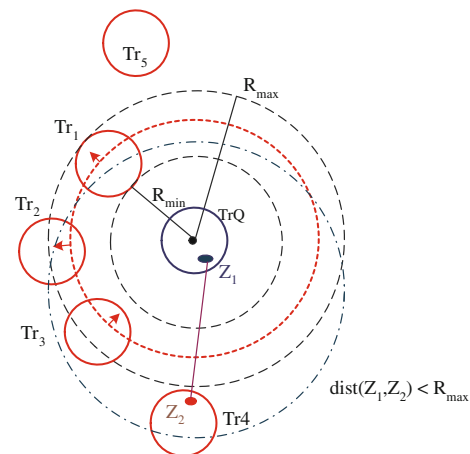 Tr5
Rmax
Tr1
Rmin
Tr2
TrQ
Z1
Tr3
dist(Z1,Z2) < Rmax
Z2
Tr4